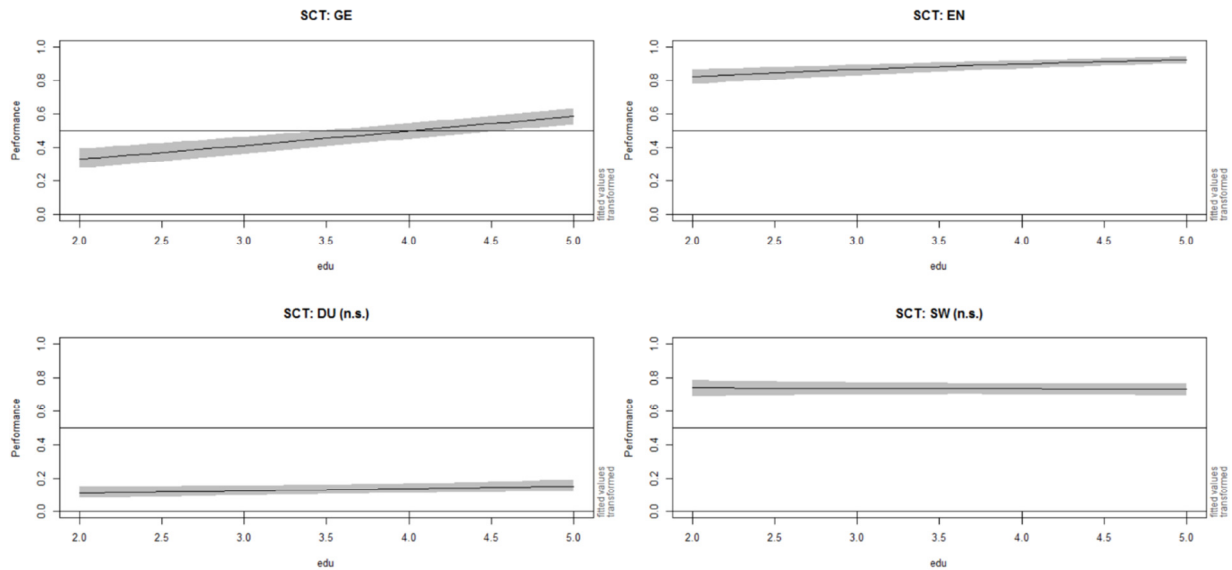 SCT: GE
Performance
1.0
0.8
0.6
0.4
0.2
0.0
2.0 2.5 3.0 3.5 4.0 4.5 5.0
edu
fitted values
transformed
SCT: EN
Performance
1.0
0.8
0.6
0.4
0.2
0.0
2.0 2.5 3.0 3.5 4.0 4.5 5.0
edu
fitted values
transformed
SCT: DU (n.s.)
Performance
1.0
0.8
0.6
0.4
0.2
0.0
2.0 2.5 3.0 3.5 4.0 4.5 5.0
edu
fitted values
transformed
SCT: SW (n.s.)
Performance
1.0
0.8
0.6
0.4
0.2
0.0
2.0 2.5 3.0 3.5 4.0 4.5 5.0
edu
fitted values
transformed